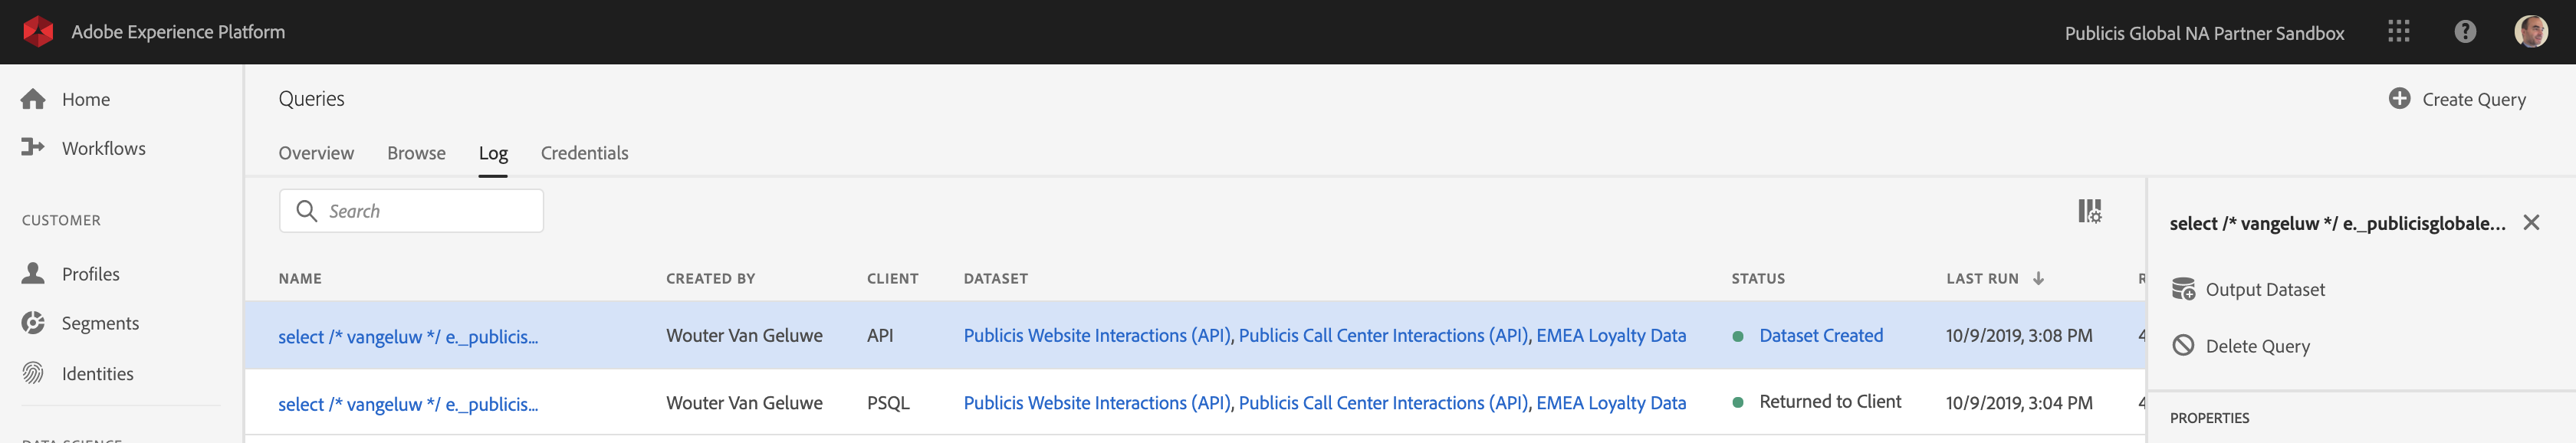 Adobe Experience Platform
Publicis Global NA Partner Sandbox
Home
Workflows
CUSTOMER
Profiles
Segments
Identities
Queries
Create Query
Overview Browse Log Credentials
Search
NAME CREATED BY CLIENT DATASET STATUS LAST RUN
select /* vangeluw */ e._publicis... Wouter Van Geluwe API Publicis Website Interactions (API), Publicis Call Center Interactions (API), EMEA Loyalty Data Dataset Created 10/9/2019, 3:08 PM
select /* vangeluw */ e._publicis... Wouter Van Geluwe PSQL Publicis Website Interactions (API), Publicis Call Center Interactions (API), EMEA Loyalty Data Returned to Client 10/9/2019, 3:04 PM
select /* vangeluw */ e._publicisglobale...
Output Dataset
Delete Query
PROPERTIES